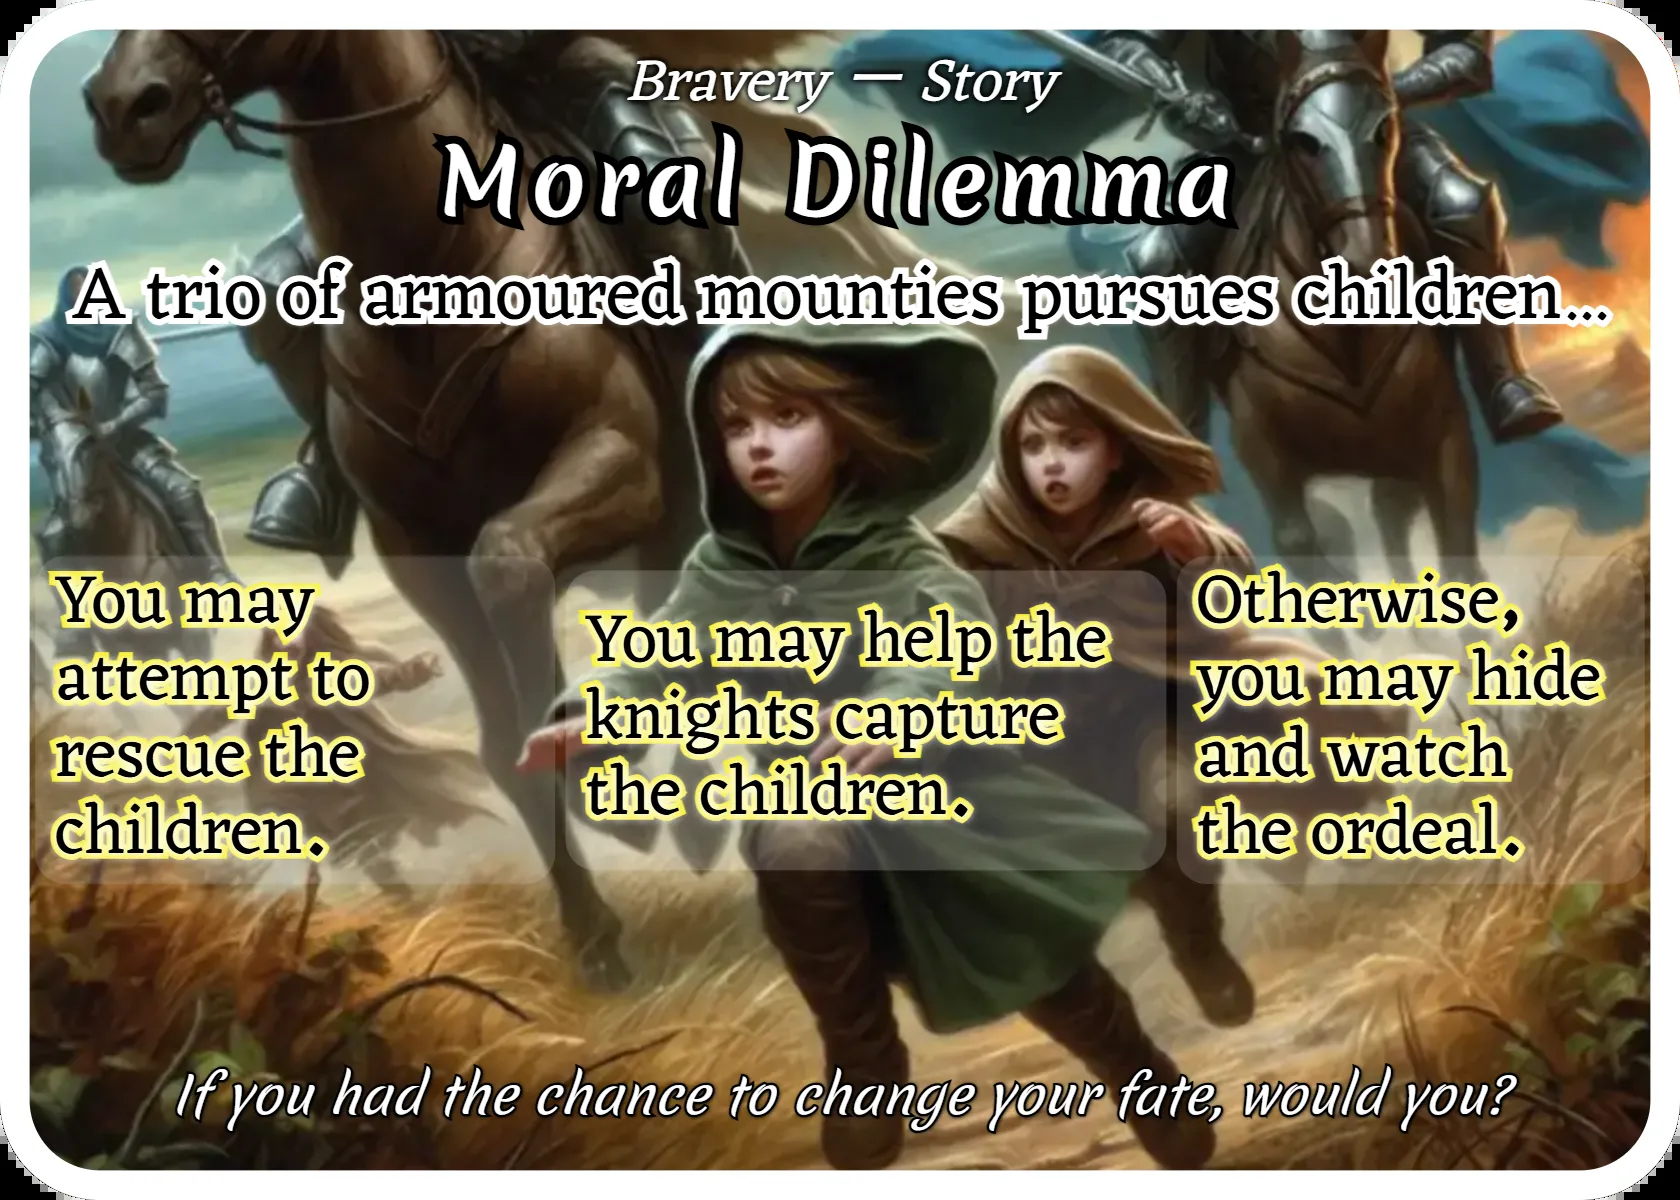 Bravery — Story
Moral Dilemma
A trio of armoured mounties pursues children...
You may
attempt to
rescue the
children.
You may help the
knights capture
the children.
Otherwise,
you may hide
and watch
the ordeal.
If you had the chance to change your fate, would you?